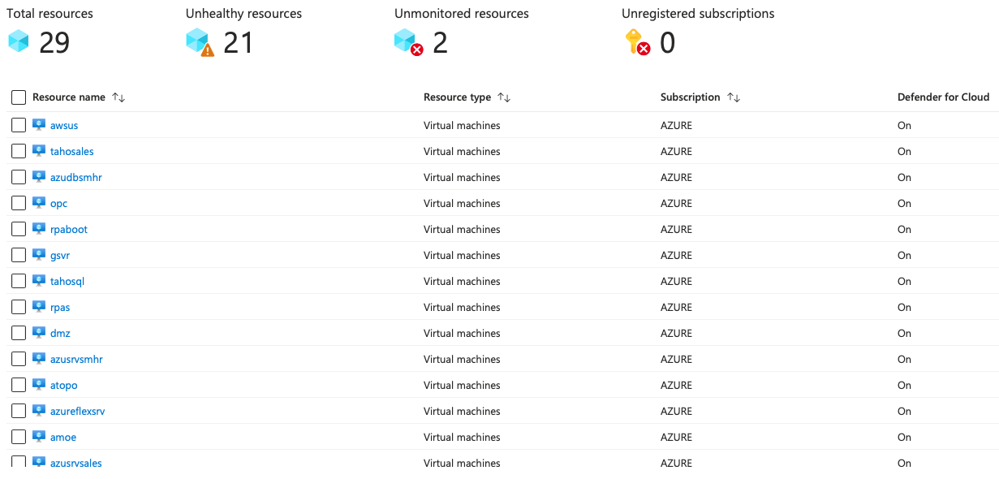 Total resources Unhealthy resources Unmonitored resources Unregistered subscriptions
29 21 2 0
Resource name Resource type Subscription Defender for Cloud
awsus Virtual machines AZURE On
tahosales Virtual machines AZURE On
azudbsmhr Virtual machines AZURE On
opc Virtual machines AZURE On
rpaboot Virtual machines AZURE On
gsvr Virtual machines AZURE On
tahosql Virtual machines AZURE On
rpas Virtual machines AZURE On
dmz Virtual machines AZURE On
azusrvsmhr Virtual machines AZURE On
atopo Virtual machines AZURE On
azureflexsrv Virtual machines AZURE On
amoe Virtual machines AZURE On
azusrvsales Virtual machines AZURE On